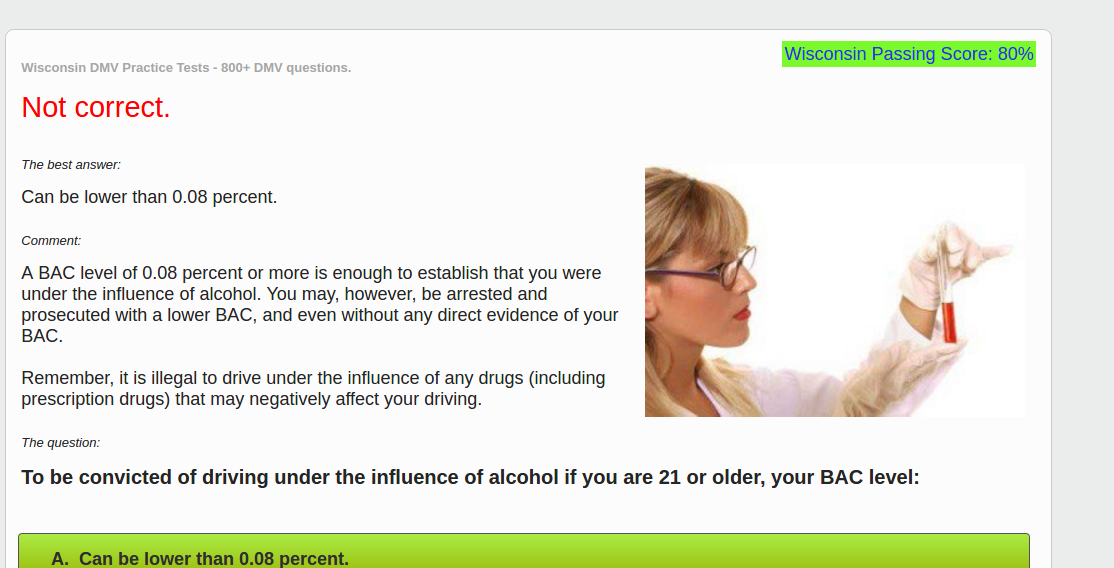 Wisconsin Passing Score: 80%
Wisconsin DMV Practice Tests - 800+ DMV questions.
Not correct.
The best answer:
Can be lower than 0.08 percent.
Comment:
A BAC level of 0.08 percent or more is enough to establish that you were
under the influence of alcohol. You may, however, be arrested and
prosecuted with a lower BAC, and even without any direct evidence of your
BAC.
Remember, it is illegal to drive under the influence of any drugs (including
prescription drugs) that may negatively affect your driving.
The question:
To be convicted of driving under the influence of alcohol if you are 21 or older, your BAC level:
A. Can be lower than 0.08 percent.